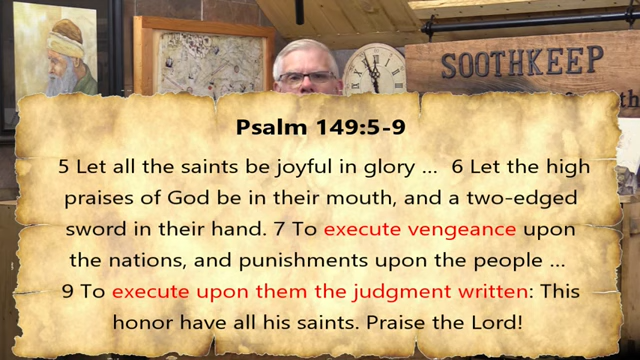 SOOTHKEEP
th
Psalm 149:5-9
5 Let all the saints be joyful in glory ... 6 Let the high
praises of God be in their mouth, and a two-edged
sword in their hand. 7 To execute vengeance upon
the nations, and punishments upon the people ...
9 To execute upon them the judgment written: This
honor have all his saints. Praise the Lord!